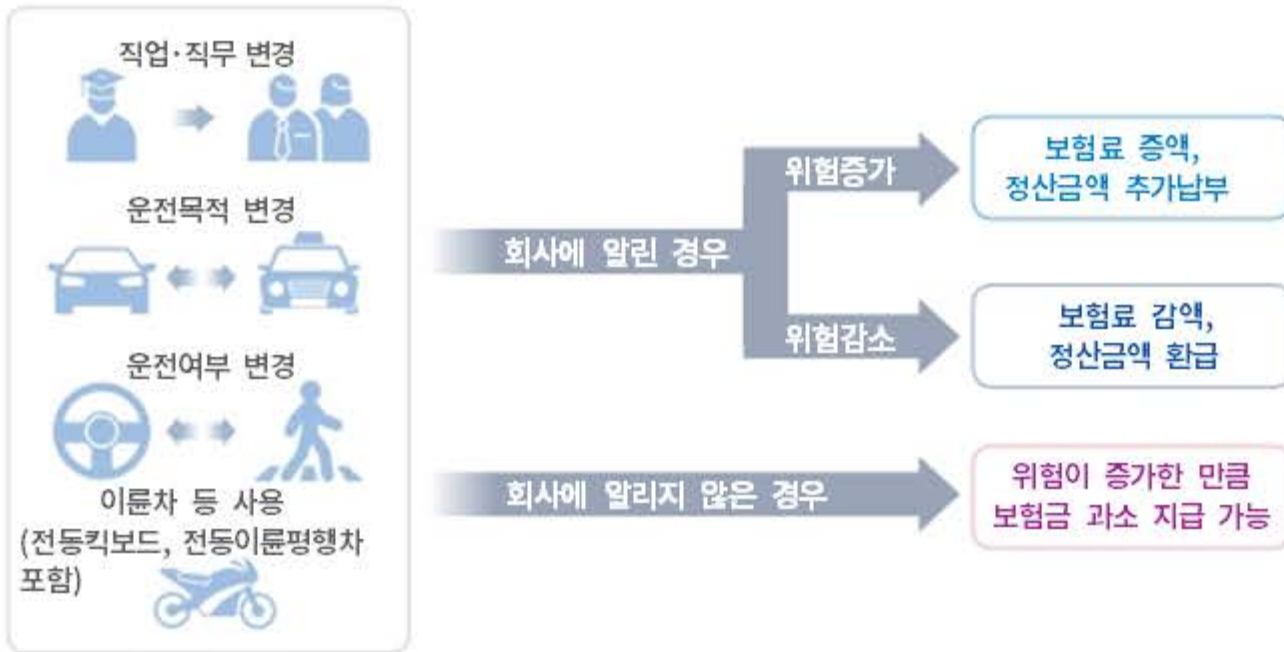 직업·직무 변경
운전목적 변경
운전여부 변경
이륜차 등 사용
(전동킥보드, 전동이륜평행차
포함)
회사에 알린 경우
위험증가
보험료 증액,
정산금액 추가납부
위험감소
보험료 감액,
정산금액 환급
회사에 알리지 않은 경우
위험이 증가한 만큼
보험금 과소 지급 가능